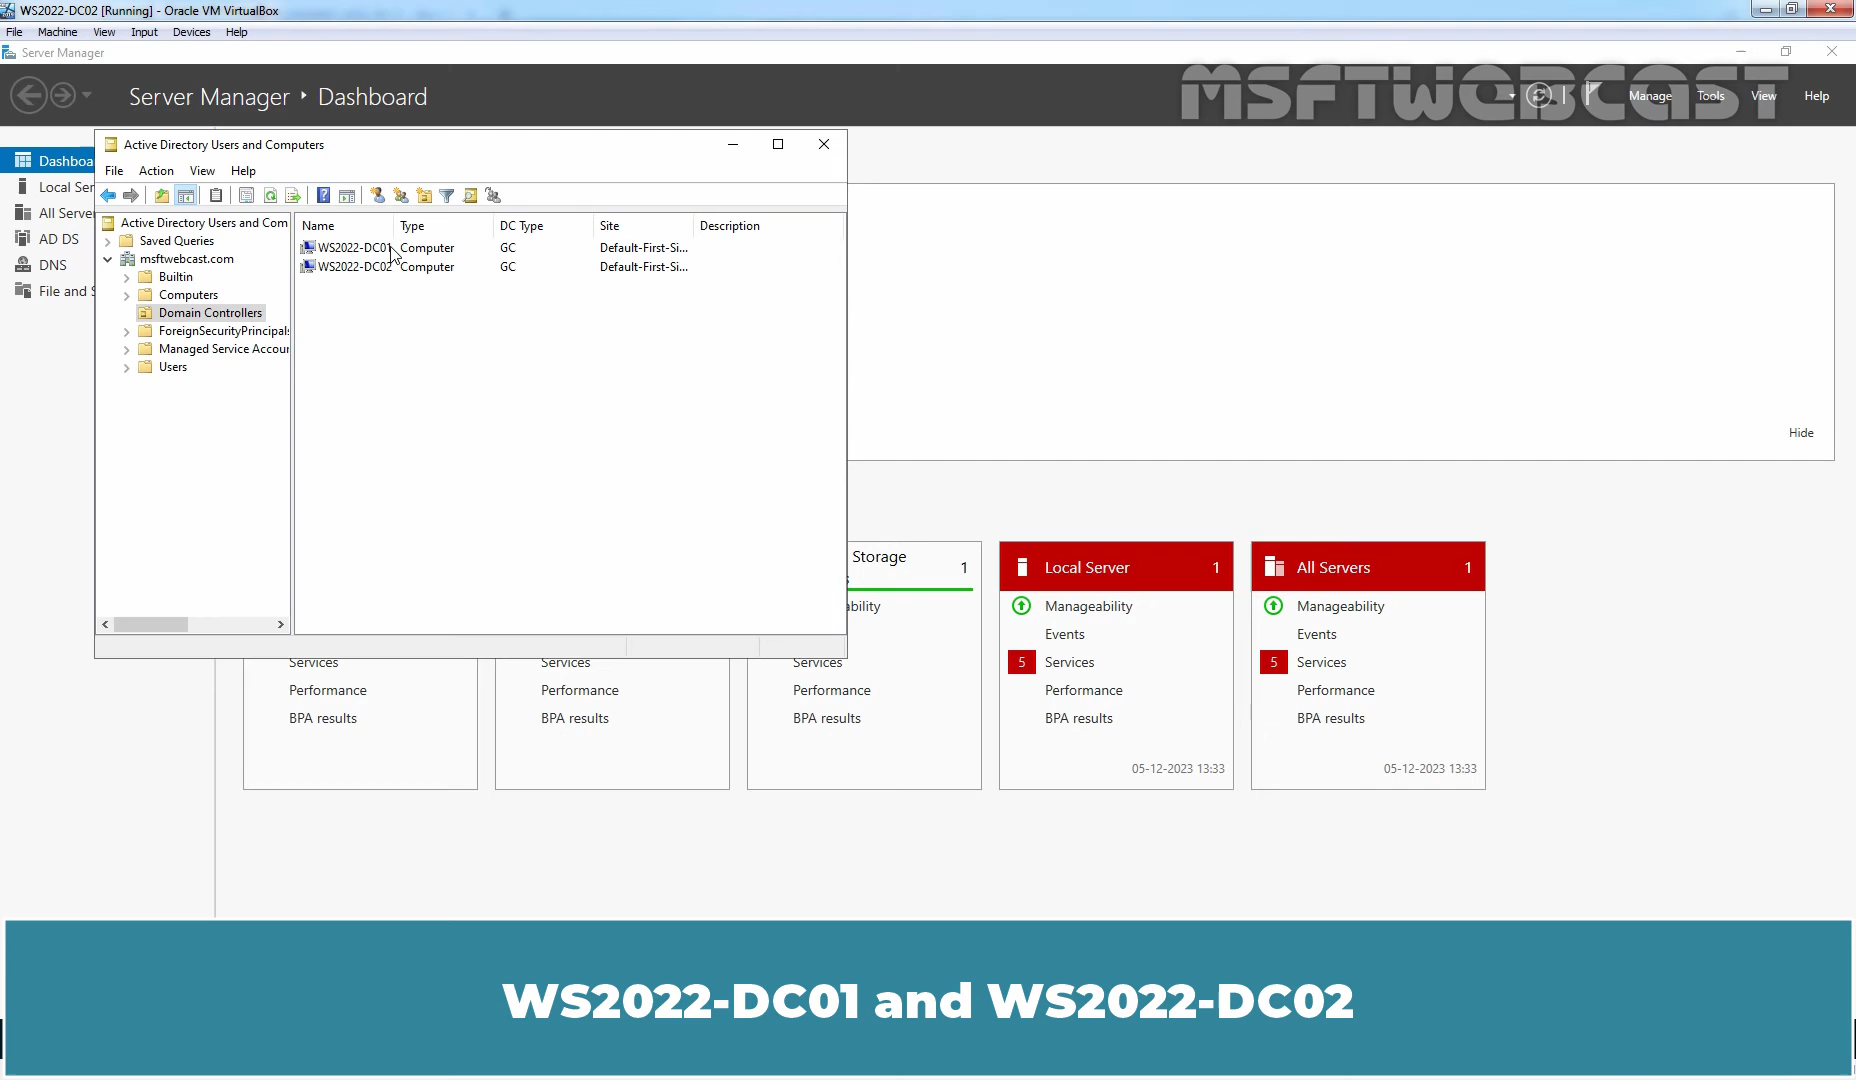 WS2022-DC02 [Running] - Oracle VM VirtualBox
File Machine View Input Devices Help
Server Manager
Server Manager ‣ Dashboard
MSFTWEBCAST
Manage Tools View Help
Dashboa
Local Ser
All Server
AD DS
DNS
File and S
Active Directory Users and Computers
File Action View Help
Active Directory Users and Com
Saved Queries
msftwebcast.com
Builtin
Computers
Domain Controllers
ForeignSecurityPrincipals
Managed Service Accour
Users
Name Type DC Type Site Description
WS2022-DC01 Computer GC Default-First-Si...
WS2022-DC02 Computer GC Default-First-Si...
Hide
Services
Performance
BPA results
Services
Performance
BPA results
Storage 1
ability
Services
Performance
BPA results
Local Server 1
Manageability
Events
5 Services
Performance
BPA results
05-12-2023 13:33
All Servers 1
Manageability
Events
5 Services
Performance
BPA results
05-12-2023 13:33
WS2022-DC01 and WS2022-DC02